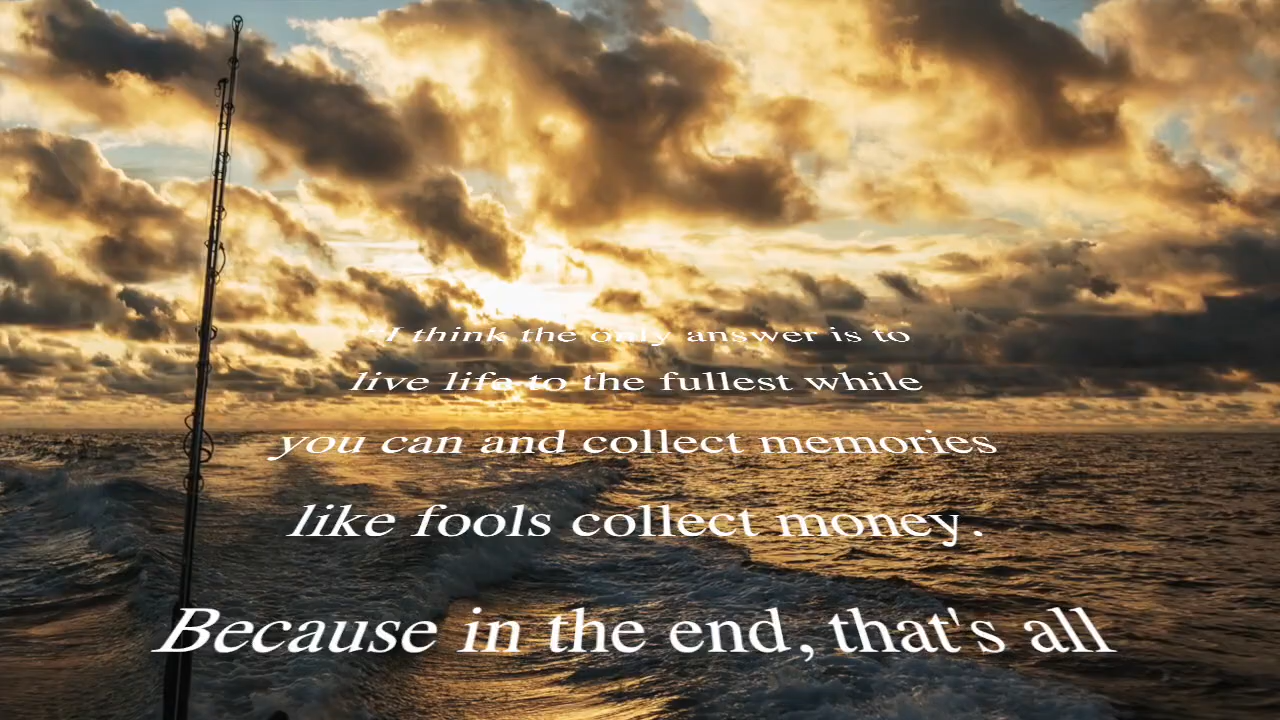 "I think the only answer is to
live life to the fullest while
you can and collect memories
like fools collect money.
Because in the end, that's all